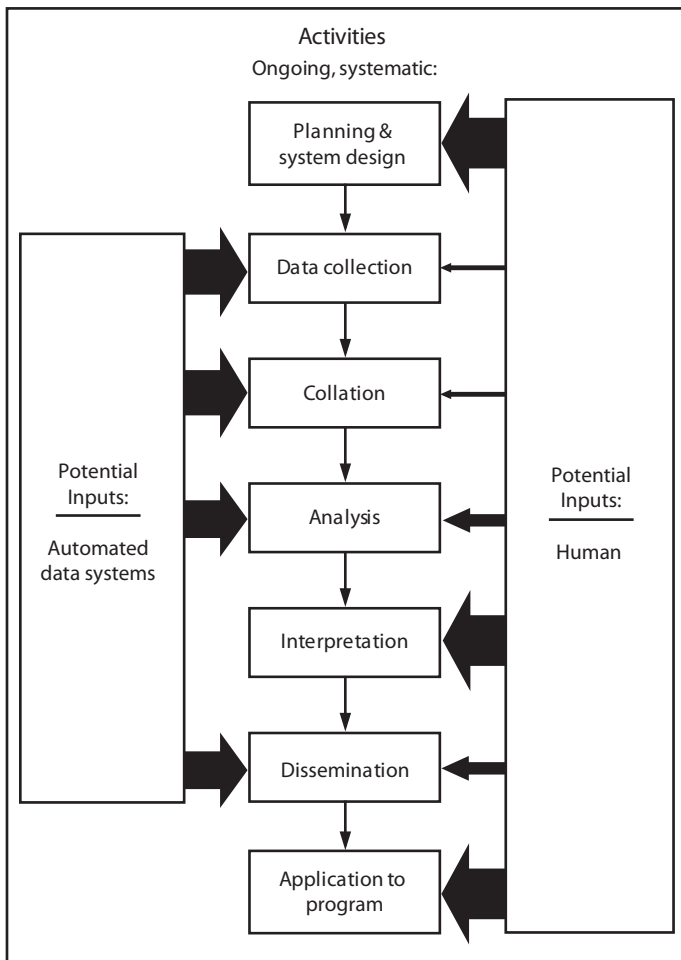 Activities
Ongoing, systematic:
Planning &
system design
Data collection
Collation
Analysis
Interpretation
Dissemination
Application to
program
Potential
Inputs:
Automated
data systems
Potential
Inputs:
Human